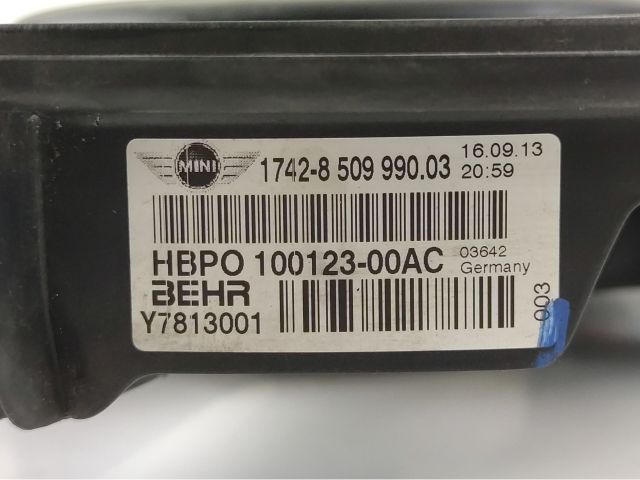 MINI 1742-8 509 990.03 16.09.13
20:59
HBPO 100123-00AC 03642
Germany
BEHR
Y7813001
003